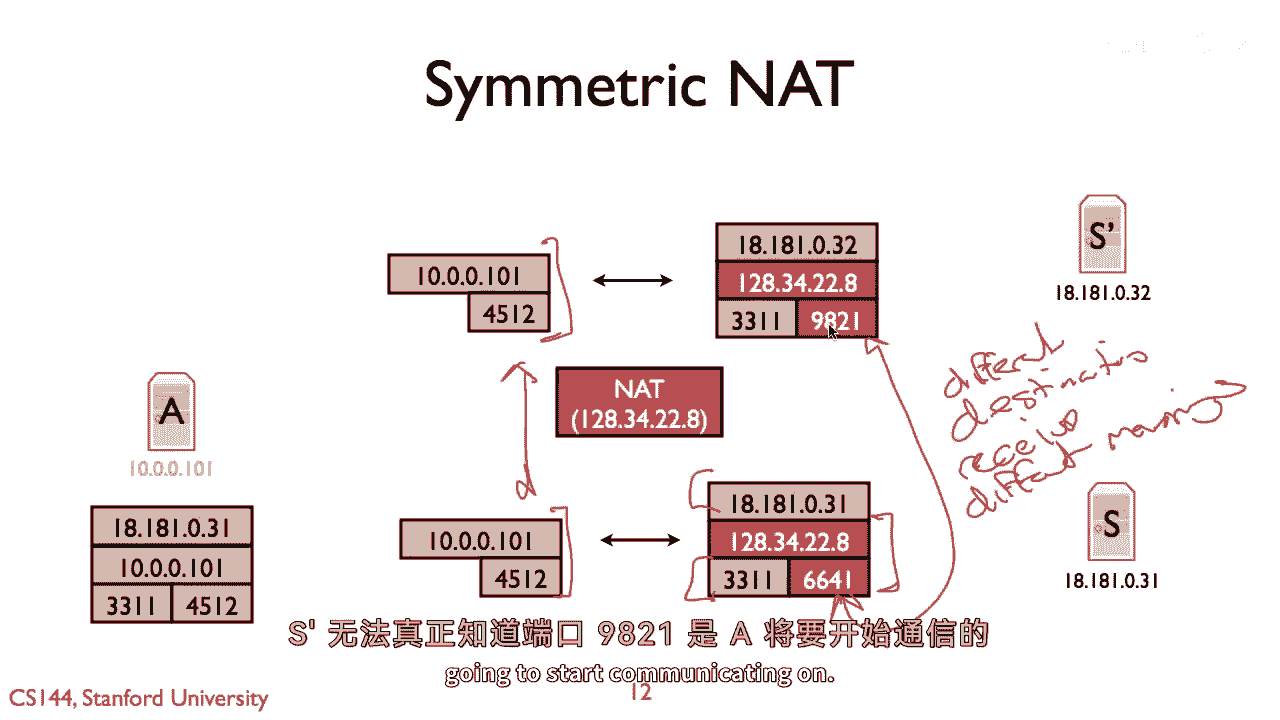 Symmetric NAT
10.0.0.101
4512
18.181.0.32
128.34.22.8
3311
9821
S’
18.181.0.32
NAT
(128.34.22.8)
A
10.0.0.101
18.181.0.31
10.0.0.101
3311
4512
10.0.0.101
4512
18.181.0.31
128.34.22.8
3311
6641
different
different
S
18.181.0.31
S' 无法真正知道端口 9821 是 A 将要开始通信的
going to start communicating on.
CS144, Stanford University
12